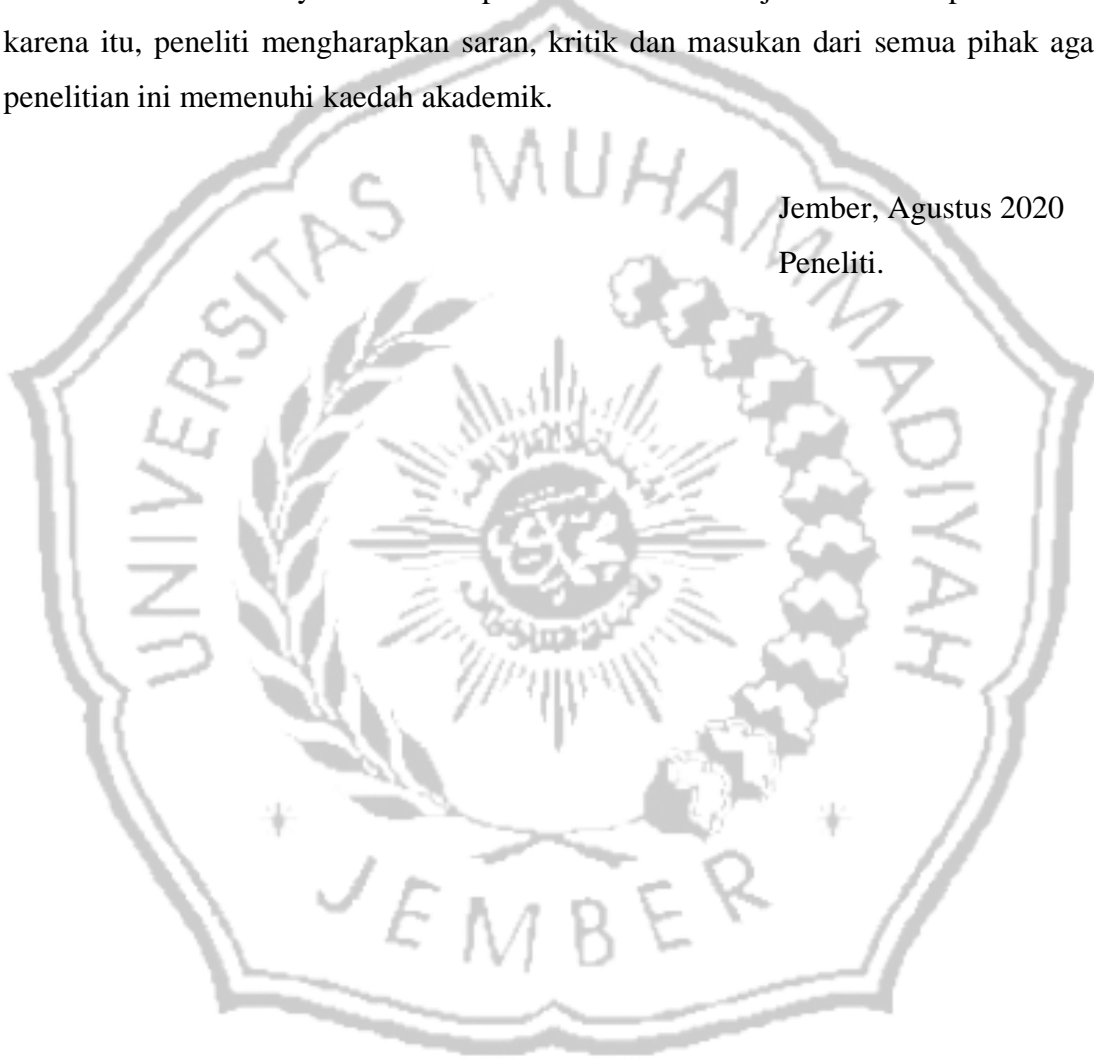 karena itu, peneliti mengharapkan saran, kritik dan masukan dari semua pihak aga
penelitian ini memenuhi kaedah akademik.
Jember, Agustus 2020
Peneliti.
UNIVERSITAS MUHAMMADIYAH
JEMBER